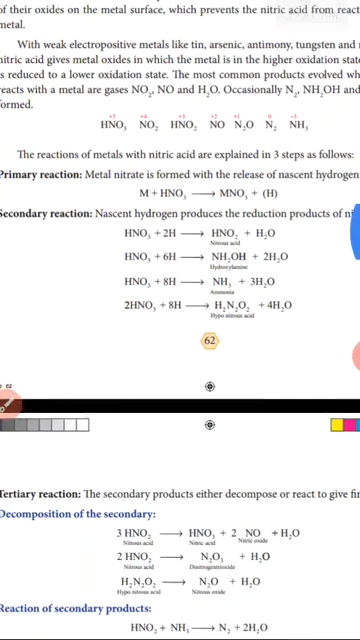 of their oxides on the metal surface, which prevents the nitric acid from react
metal.
With weak electropositive metals like tin, arsenic, antimony, tungsten and
nitric acid gives metal oxides in which the metal is in the higher oxidation stat
is reduced to a lower oxidation state. The most common products evolved wh
reacts with a metal are gases NO₂, NO and H₂O. Occasionally N₂, NH₂OH and
formed.
+5 +4 +3 +2 +1 0 -3
HNO₃ NO₂ HNO₂ NO N₂O N₂ NH₃
The reactions of metals with nitric acid are explained in 3 steps as follows:
Primary reaction: Metal nitrate is formed with the release of nascent hydrogen
M + HNO₃ ⟶ MNO₃ + (H)
Secondary reaction: Nascent hydrogen produces the reduction products of ni
HNO₃ + 2H ⟶ HNO₂ + H₂O
Nitrous acid
HNO₃ + 6H ⟶ NH₂OH + 2H₂O
Hydroxylamine
HNO₃ + 8H ⟶ NH₃ + 3H₂O
Ammonia
2HNO₃ + 8H ⟶ H₂N₂O₂ + 4H₂O
Hypo nitrous acid
62
62
Tertiary reaction: The secondary products either decompose or react to give fi
Decomposition of the secondary:
3 HNO₂ ⟶ HNO₃ + 2 NO + H₂O
Nitrous acid Nitric acid Nitric oxide
2 HNO₂ ⟶ N₂O₃ + H₂O
Nitrous acid Dinitrogentrioxide
H₂N₂O₂ ⟶ N₂O + H₂O
Hypo nitrous acid Nitrous oxide
Reaction of secondary products:
HNO₂ + NH₃ ⟶ N₂ + 2H₂O